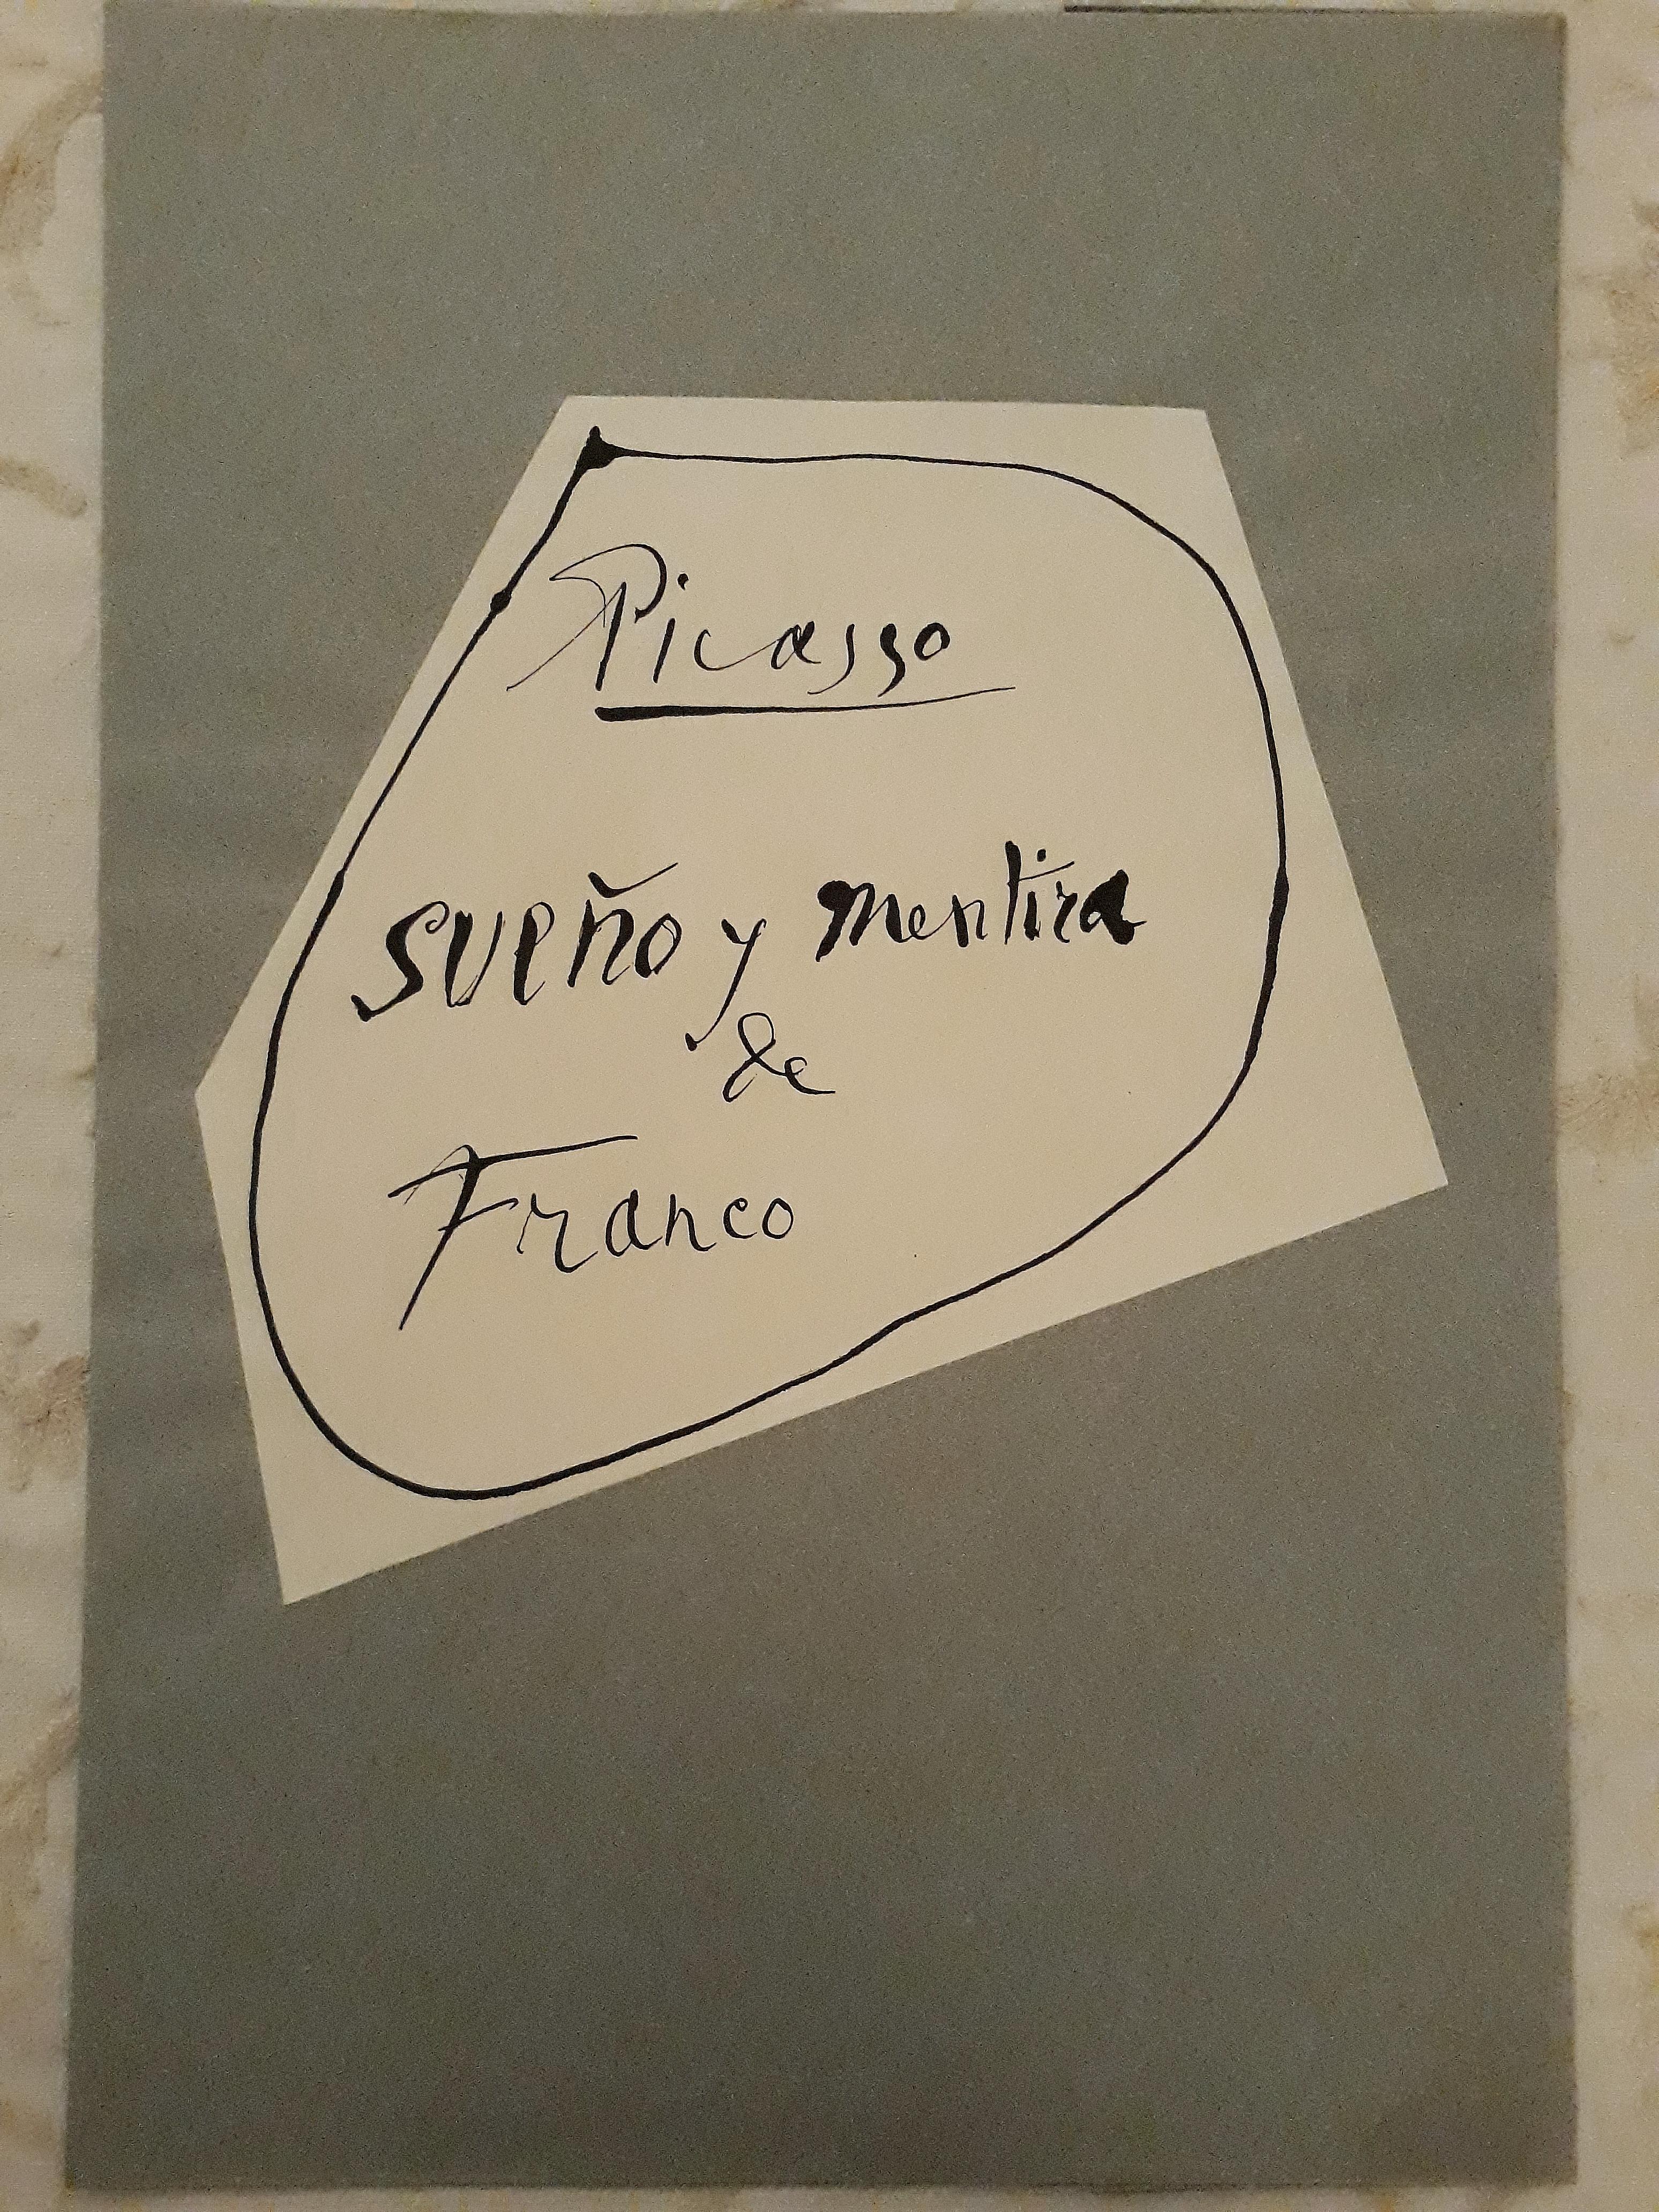 Picasso
SUEÑO y mentira
de
Franco